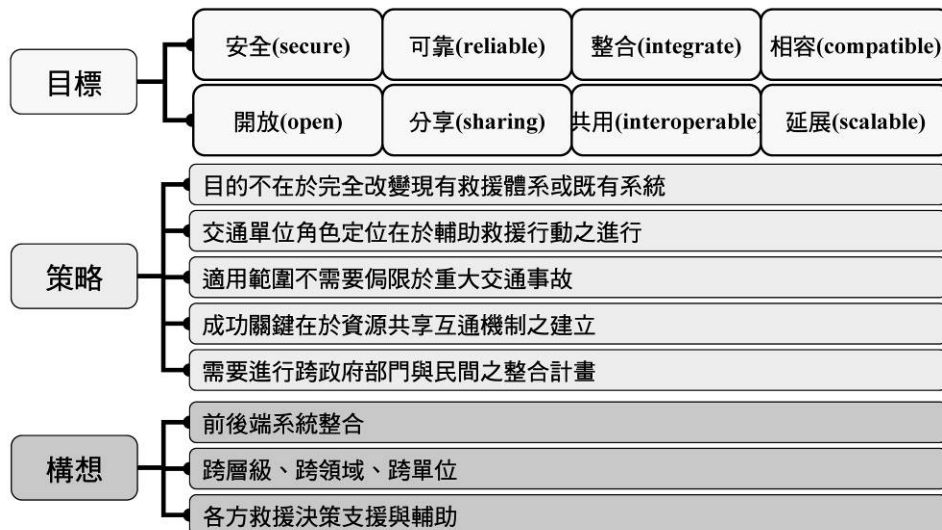 目標
安全(secure)
可靠(reliable)
整合(integrate)
相容(compatible)
開放(open)
分享(sharing)
共用(interoperable)
延展(scalable)
策略
目的不在於完全改變現有救援體系或既有系統
交通單位角色定位在於輔助救援行動之進行
適用範圍不需要侷限於重大交通事故
成功關鍵在於資源共享互通機制之建立
需要進行跨政府部門與民間之整合計畫
構想
前後端系統整合
跨層級、跨領域、跨單位
各方救援決策支援與輔助